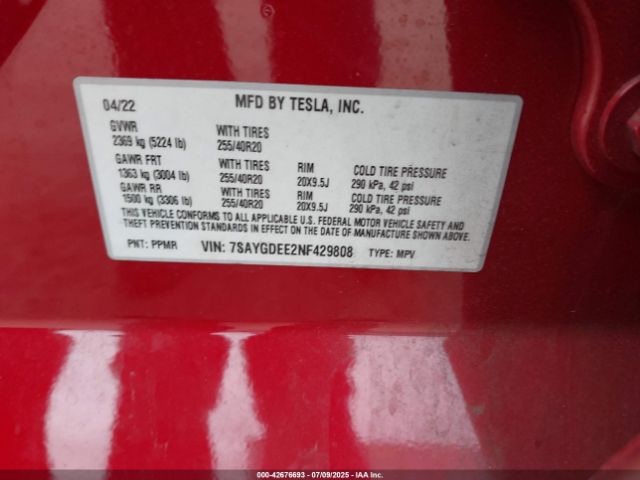 04/22 MFD BY TESLA, INC.
GVWR
2369 kg (5224 lb) WITH TIRES 255/40R20
GAWR FRT WITH TIRES RIM COLD TIRE PRESSURE
1363 kg (3004 lb) 255/40R20 20X9.5J 290 kPa, 42 psi
GAWR RR WITH TIRES RIM COLD TIRE PRESSURE
1500 kg (3306 lb) 255/40R20 20X9.5J 290 kPa, 42 psi
THIS VEHICLE CONFORMS TO ALL APPLICABLE U.S. FEDERAL MOTOR VEHICLE SAFETY AND
THEFT PREVENTION STANDARDS IN EFFECT ON THE DATE OF MANUFACTURE SHOWN ABOVE.
PNT: PPMR VIN: 7SAYGDEE2NF429808 TYPE: MPV
000-42676693 | 07/09/2025 | IAA Inc.